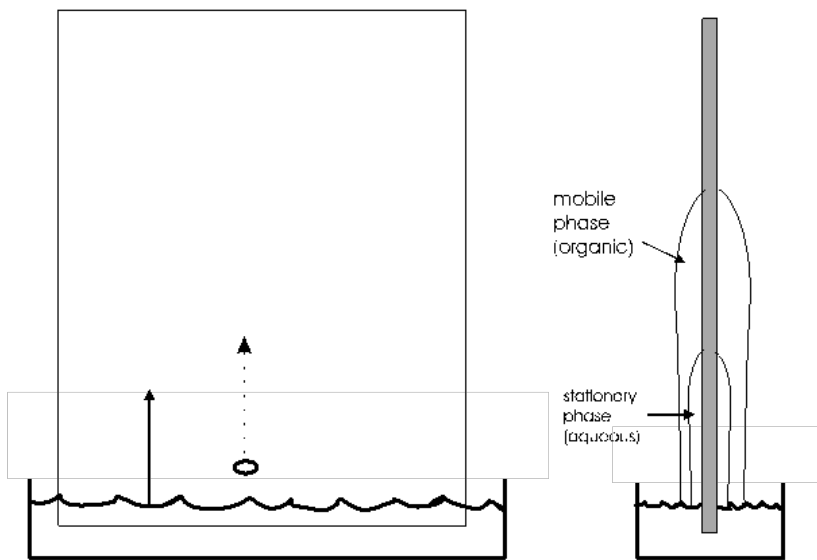 mobile
phase
(organic)
stationary
phase
(aqueous)